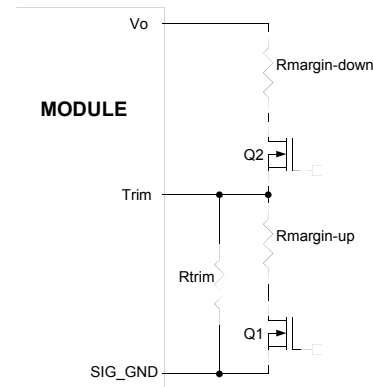 Vo
Rmargin-down
MODULE
Q2
Trim
Rmargin-up
Rtrim
Q1
SIG_GND